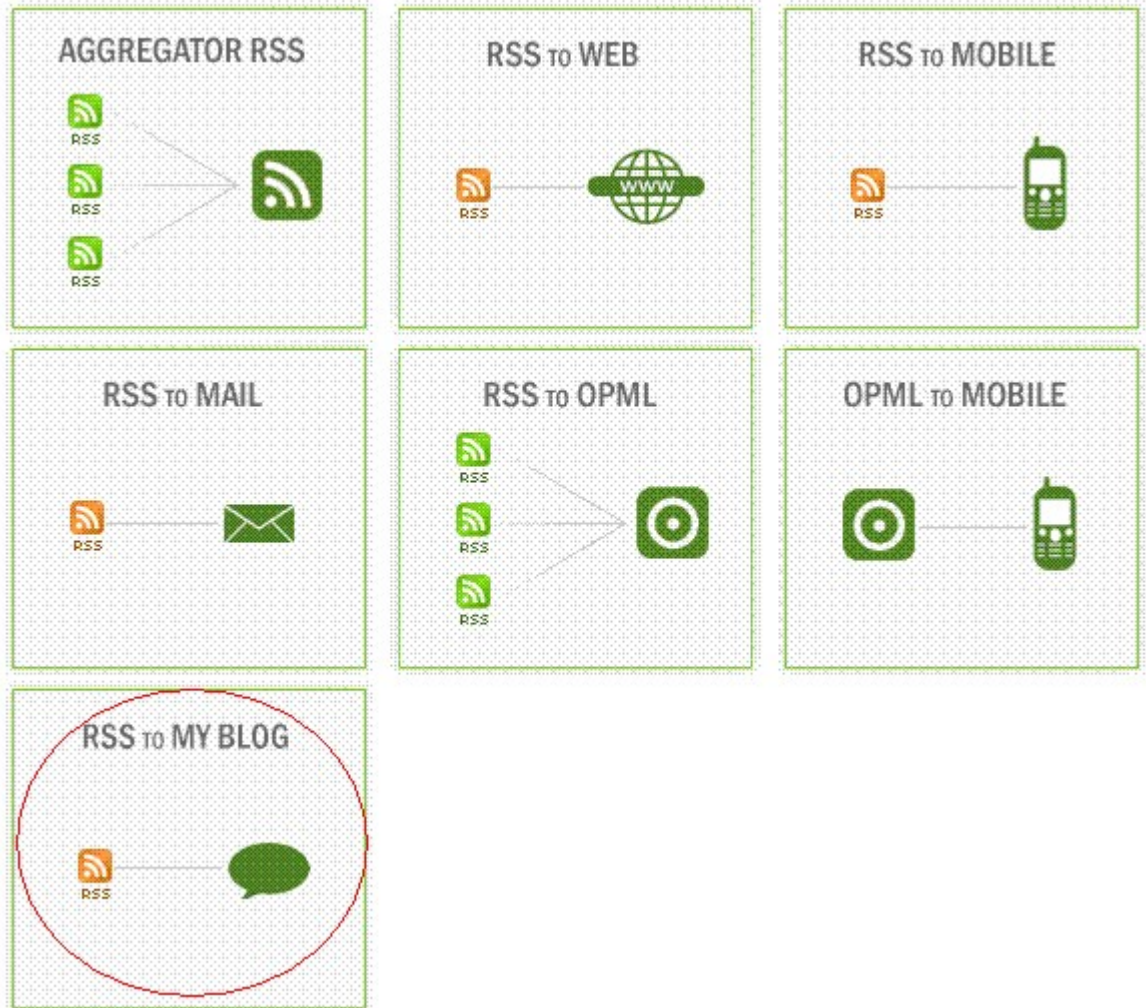 AGGREGATOR RSS
RSS
RSS
RSS
RSS TO WEB
RSS
WWW
RSS TO MOBILE
RSS
RSS TO MAIL
RSS
RSS TO OPML
RSS
RSS
RSS
OPML TO MOBILE
RSS TO MY BLOG
RSS